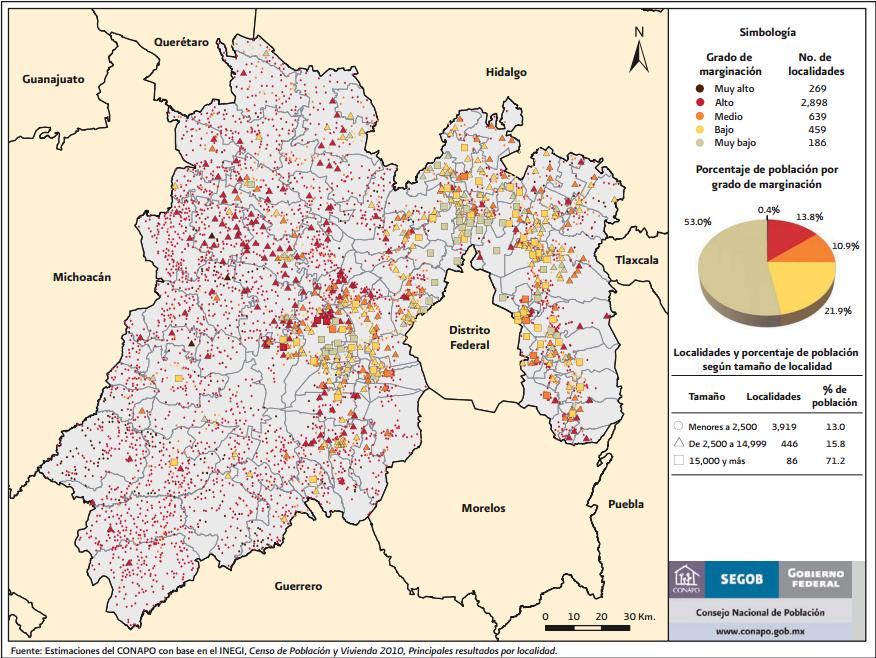 Querétaro
Guanajuato
Hidalgo
N
Michoacán
Tlaxcala
Distrito
Federal
Morelos
Puebla
Guerrero
0 10 20 30 Km.
Simbología
Grado de marginación No. de localidades
Muy alto 269
Alto 2,898
Medio 639
Bajo 459
Muy bajo 186
Porcentaje de población por
grado de marginación
0.4%
53.0% 13.8%
10.9%
21.9%
Localidades y porcentaje de población
según tamaño de localidad
Tamaño Localidades % de población
Menores a 2,500 3,919 13.0
De 2,500 a 14,999 446 15.8
15,000 y más 86 71.2
CONAPO SEGOB GOBIERNO FEDERAL
Consejo Nacional de Población
www.conapo.gob.mx
Fuente: Estimaciones del CONAPO con base en el INEGI, Censo de Población y Vivienda 2010, Principales resultados por localidad.